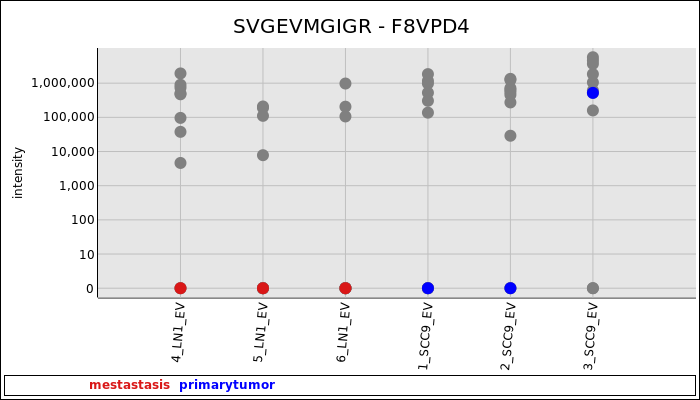 SVGEVMGIGR - F8VPD4
intensity
1,000,000
100,000
10,000
1,000
100
10
0
4_LN1_EV
5_LN1_EV
6_LN1_EV
1_SCC9_EV
2_SCC9_EV
3_SCC9_EV
mestastasis primarytumor